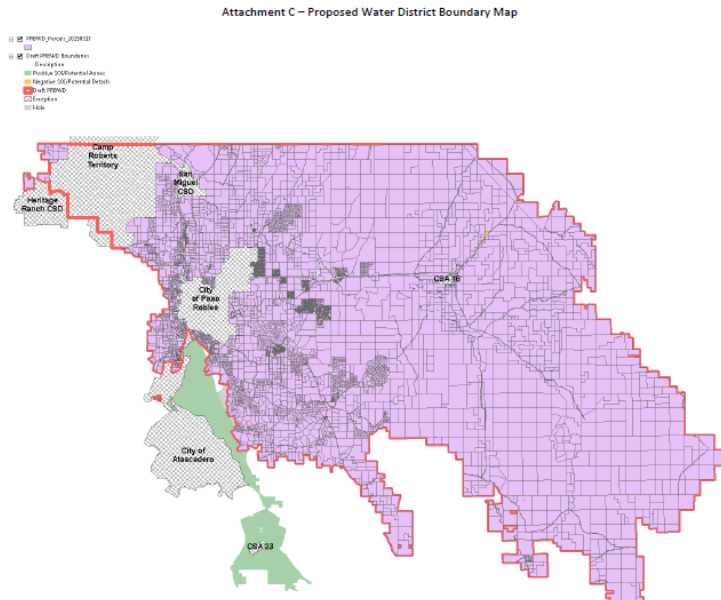 Attachment C – Proposed Water District Boundary Map
PRBWD_Parcels_20150327
Draft PRBWD Boundaries
Description
Positive SOI/Potential Annex
Negative SOI/Potential Detach
Draft PRBWD
Exception
Hole
Camp
Roberts
Territory
San
Miguel
CSD
Heritage
Ranch CSD
City
of Paso
Robles
CSA 16
City of
Atascadero
CSA 23